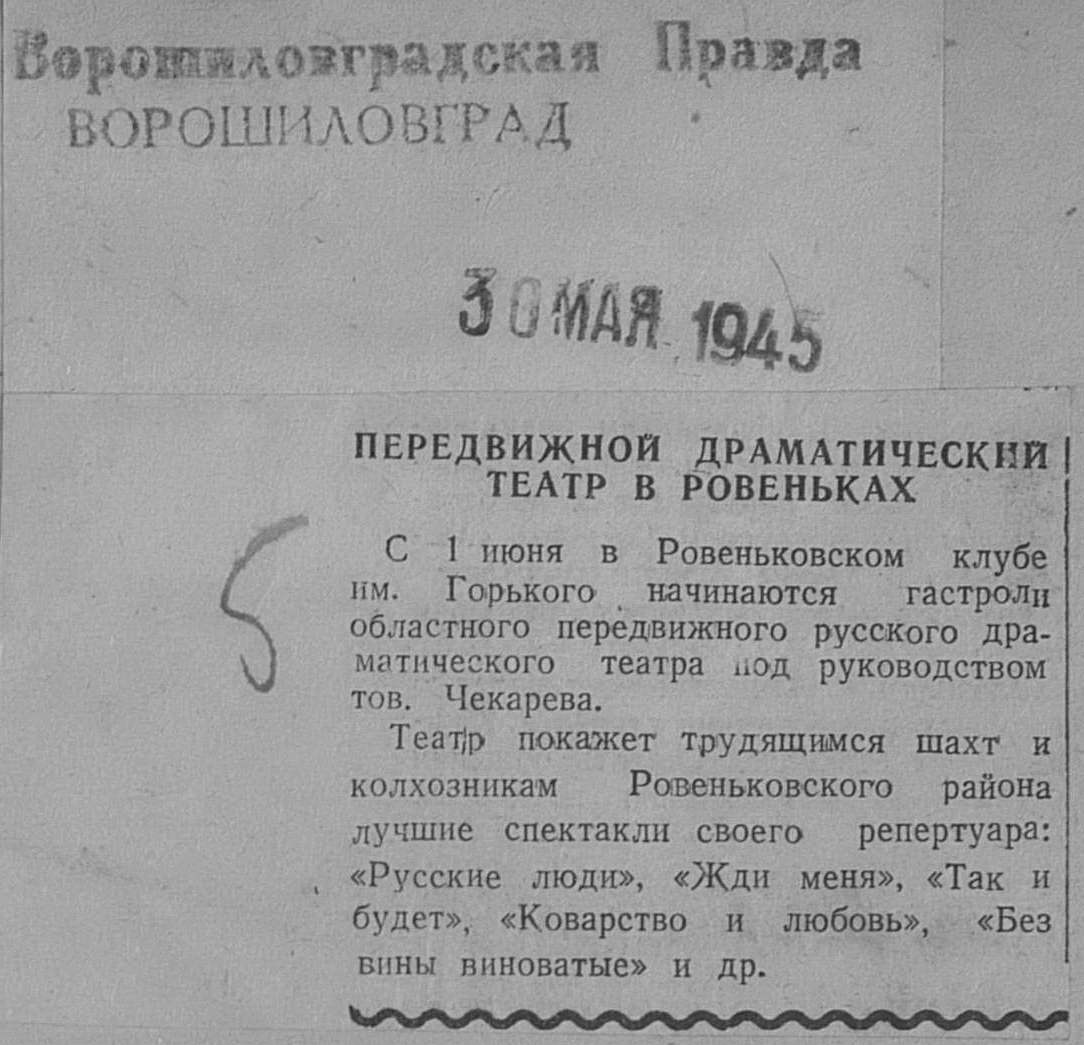 Ворошиловградская Правда
ВОРОШИЛОВГРАД
30 МАЯ 1945
ПЕРЕДВИЖНОЙ ДРАМАТИЧЕСКИЙ
ТЕАТР В РОВЕНЬКАХ
5
С 1 июня в Ровеньковском клубе
им. Горького начинаются гастроли
областного передвижного русского дра-
матического театра под руководством
тов. Чекарева.
Театр покажет трудящимся шахт и
колхозникам Ровеньковского района
лучшие спектакли своего репертуара:
«Русские люди», «Жди меня», «Так и
будет», «Коварство и любовь», «Без
вины виноватые» и др.